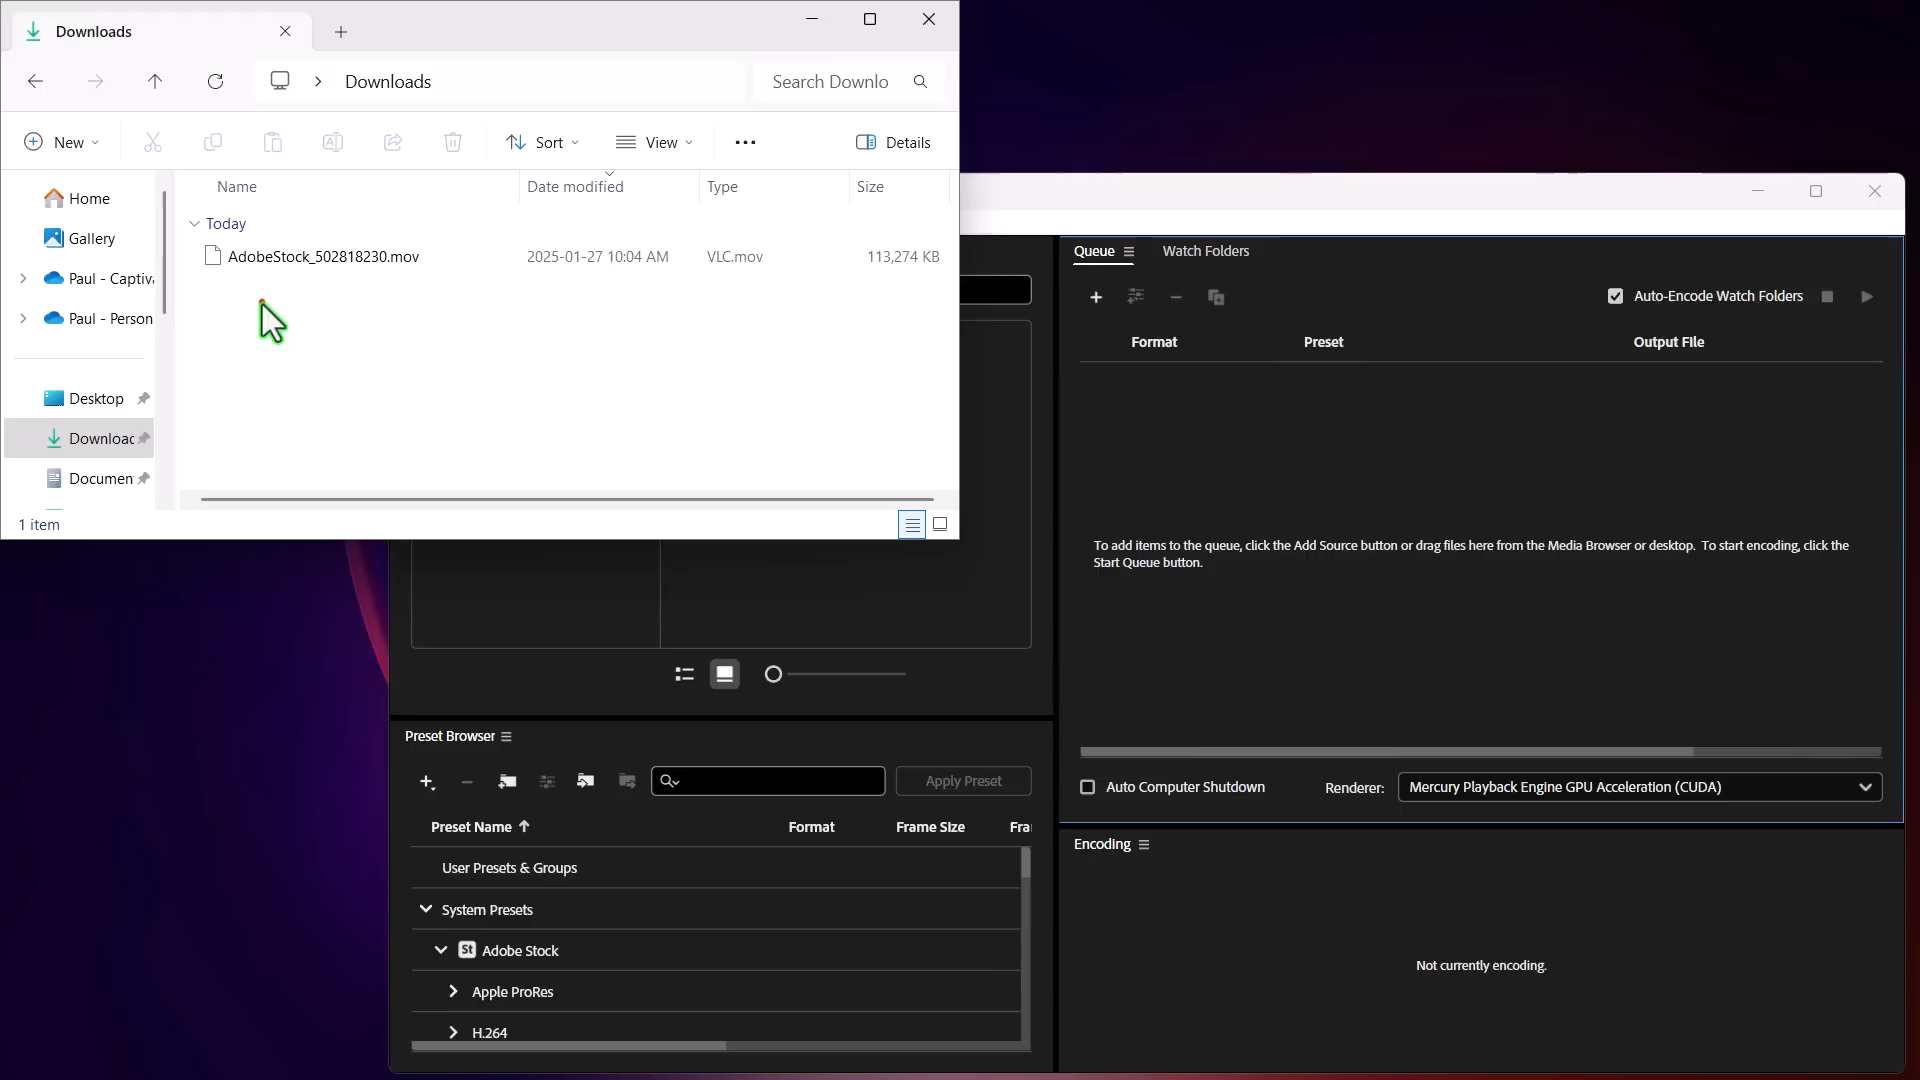 Downloads
Downloads
Search Downlo
New
Sort
View
Details
Home
Gallery
Paul - Captiva
Paul - Person
Desktop
Downloac
Documen
Name
Date modified
Type
Size
Today
AdobeStock_502818230.mov
2025-01-27 10:04 AM
VLC.mov
113,274 KB
1 item
Queue
Watch Folders
Auto-Encode Watch Folders
Format
Preset
Output File
To add items to the queue, click the Add Source button or drag files here from the Media Browser or desktop. To start encoding, click the
Start Queue button.
Auto Computer Shutdown
Renderer:
Mercury Playback Engine GPU Acceleration (CUDA)
Preset Browser
Apply Preset
Preset Name
Format
Frame Size
Fra
User Presets & Groups
System Presets
St
Adobe Stock
Apple ProRes
H.264
Encoding
Not currently encoding.